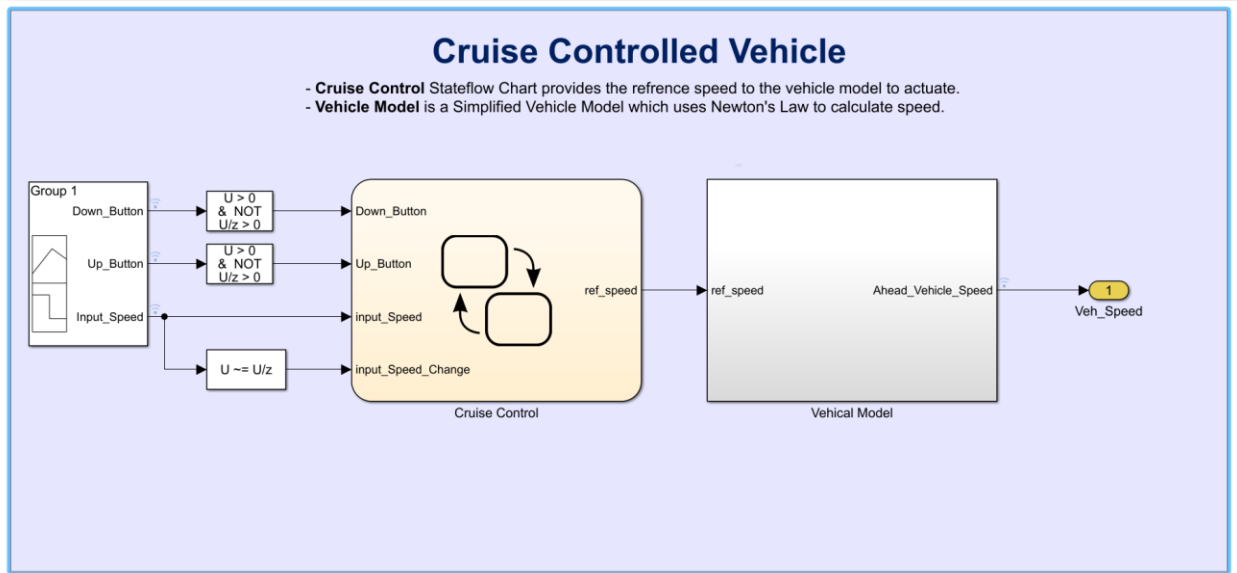 Cruise Controlled Vehicle
- Cruise Control Stateflow Chart provides the refrence speed to the vehicle model to actuate.
- Vehicle Model is a Simplified Vehicle Model which uses Newton's Law to calculate speed.
Group 1
Down_Button
Up_Button
Input_Speed
U > 0
& NOT
U/z > 0
U > 0
& NOT
U/z > 0
U ~= U/z
Down_Button
Up_Button
input_Speed
input_Speed_Change
ref_speed
Cruise Control
ref_speed
Ahead_Vehicle_Speed
Vehical Model
1
Veh_Speed